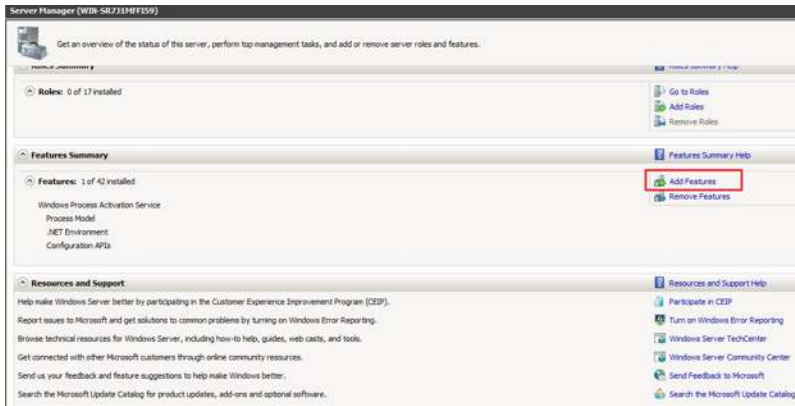 Server Manager (WIN-SR7J1MFFI59)
Get an overview of the status of this server, perform top management tasks, and add or remove server roles and features.
Roles Summary
Roles Summary Help
Roles: 0 of 17 installed
Go to Roles
Add Roles
Remove Roles
Features Summary
Features Summary Help
Features: 1 of 42 installed
Add Features
Remove Features
Windows Process Activation Service
Process Model
.NET Environment
Configuration APIs
Resources and Support
Resources and Support Help
Help make Windows Server better by participating in the Customer Experience Improvement Program (CEIP).
Participate in CEIP
Report issues to Microsoft and get solutions to common problems by turning on Windows Error Reporting.
Turn on Windows Error Reporting
Browse technical resources for Windows Server, including how-to help, guides, web casts, and tools.
Windows Server TechCenter
Get connected with other Microsoft customers through online community resources.
Windows Server Community Center
Send us your feedback and feature suggestions to help make Windows better.
Send Feedback to Microsoft
Search the Microsoft Update Catalog for product updates, add-ons and optional software.
Search the Microsoft Update Catalog